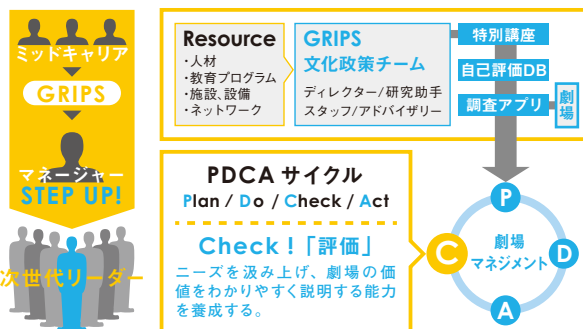 ミッドキャリア
GRIPS
マネージャー
STEP UP!
次世代リーダー
Resource
・人材
・教育プログラム
・施設、設備
・ネットワーク
GRIPS
文化政策チーム
ディレクター/研究助手
スタッフ/アドバイザリー
特別講座
自己評価DB
調査アプリ
劇場
PDCA サイクル
Plan / Do / Check / Act
Check !「評価」
ニーズを汲み上げ、劇場の価
値をわかりやすく説明する能力
を養成する。
P
C
劇場
マネジメント
D
A